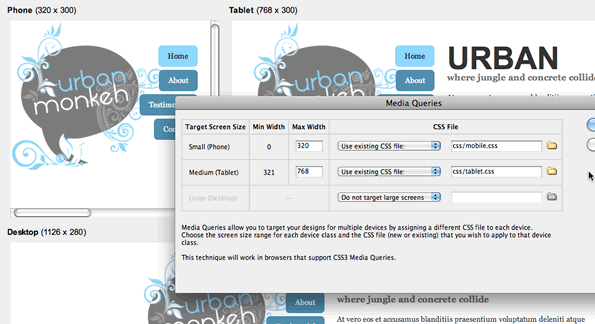 Phone (320 x 300)
Tablet (768 x 300)
urban
monkeh
Home
About
Testim
Co
urban
monkeh
Home
About
URBAN
where jungle and concrete collide
Media Queries
Target Screen Size Min Width Max Width CSS File
Small (Phone) 0 320 Use existing CSS file: css/mobile.css
Medium (Tablet) 321 768 Use existing CSS file: css/tablet.css
Large (Desktop) --- Do not target large screens
Media Queries allow you to target your designs for multiple devices by assigning a different CSS file to each device.
Choose the screen size range for each device class and the CSS file (new or existing) that you wish to apply to that device
class.
This technique will work in browsers that support CSS3 Media Queries.
Desktop (1126 x 280)
urban
About
where jungle and concrete collide
At vero eos et accusamus blanditiis praesentium voluptatum deleniti atque